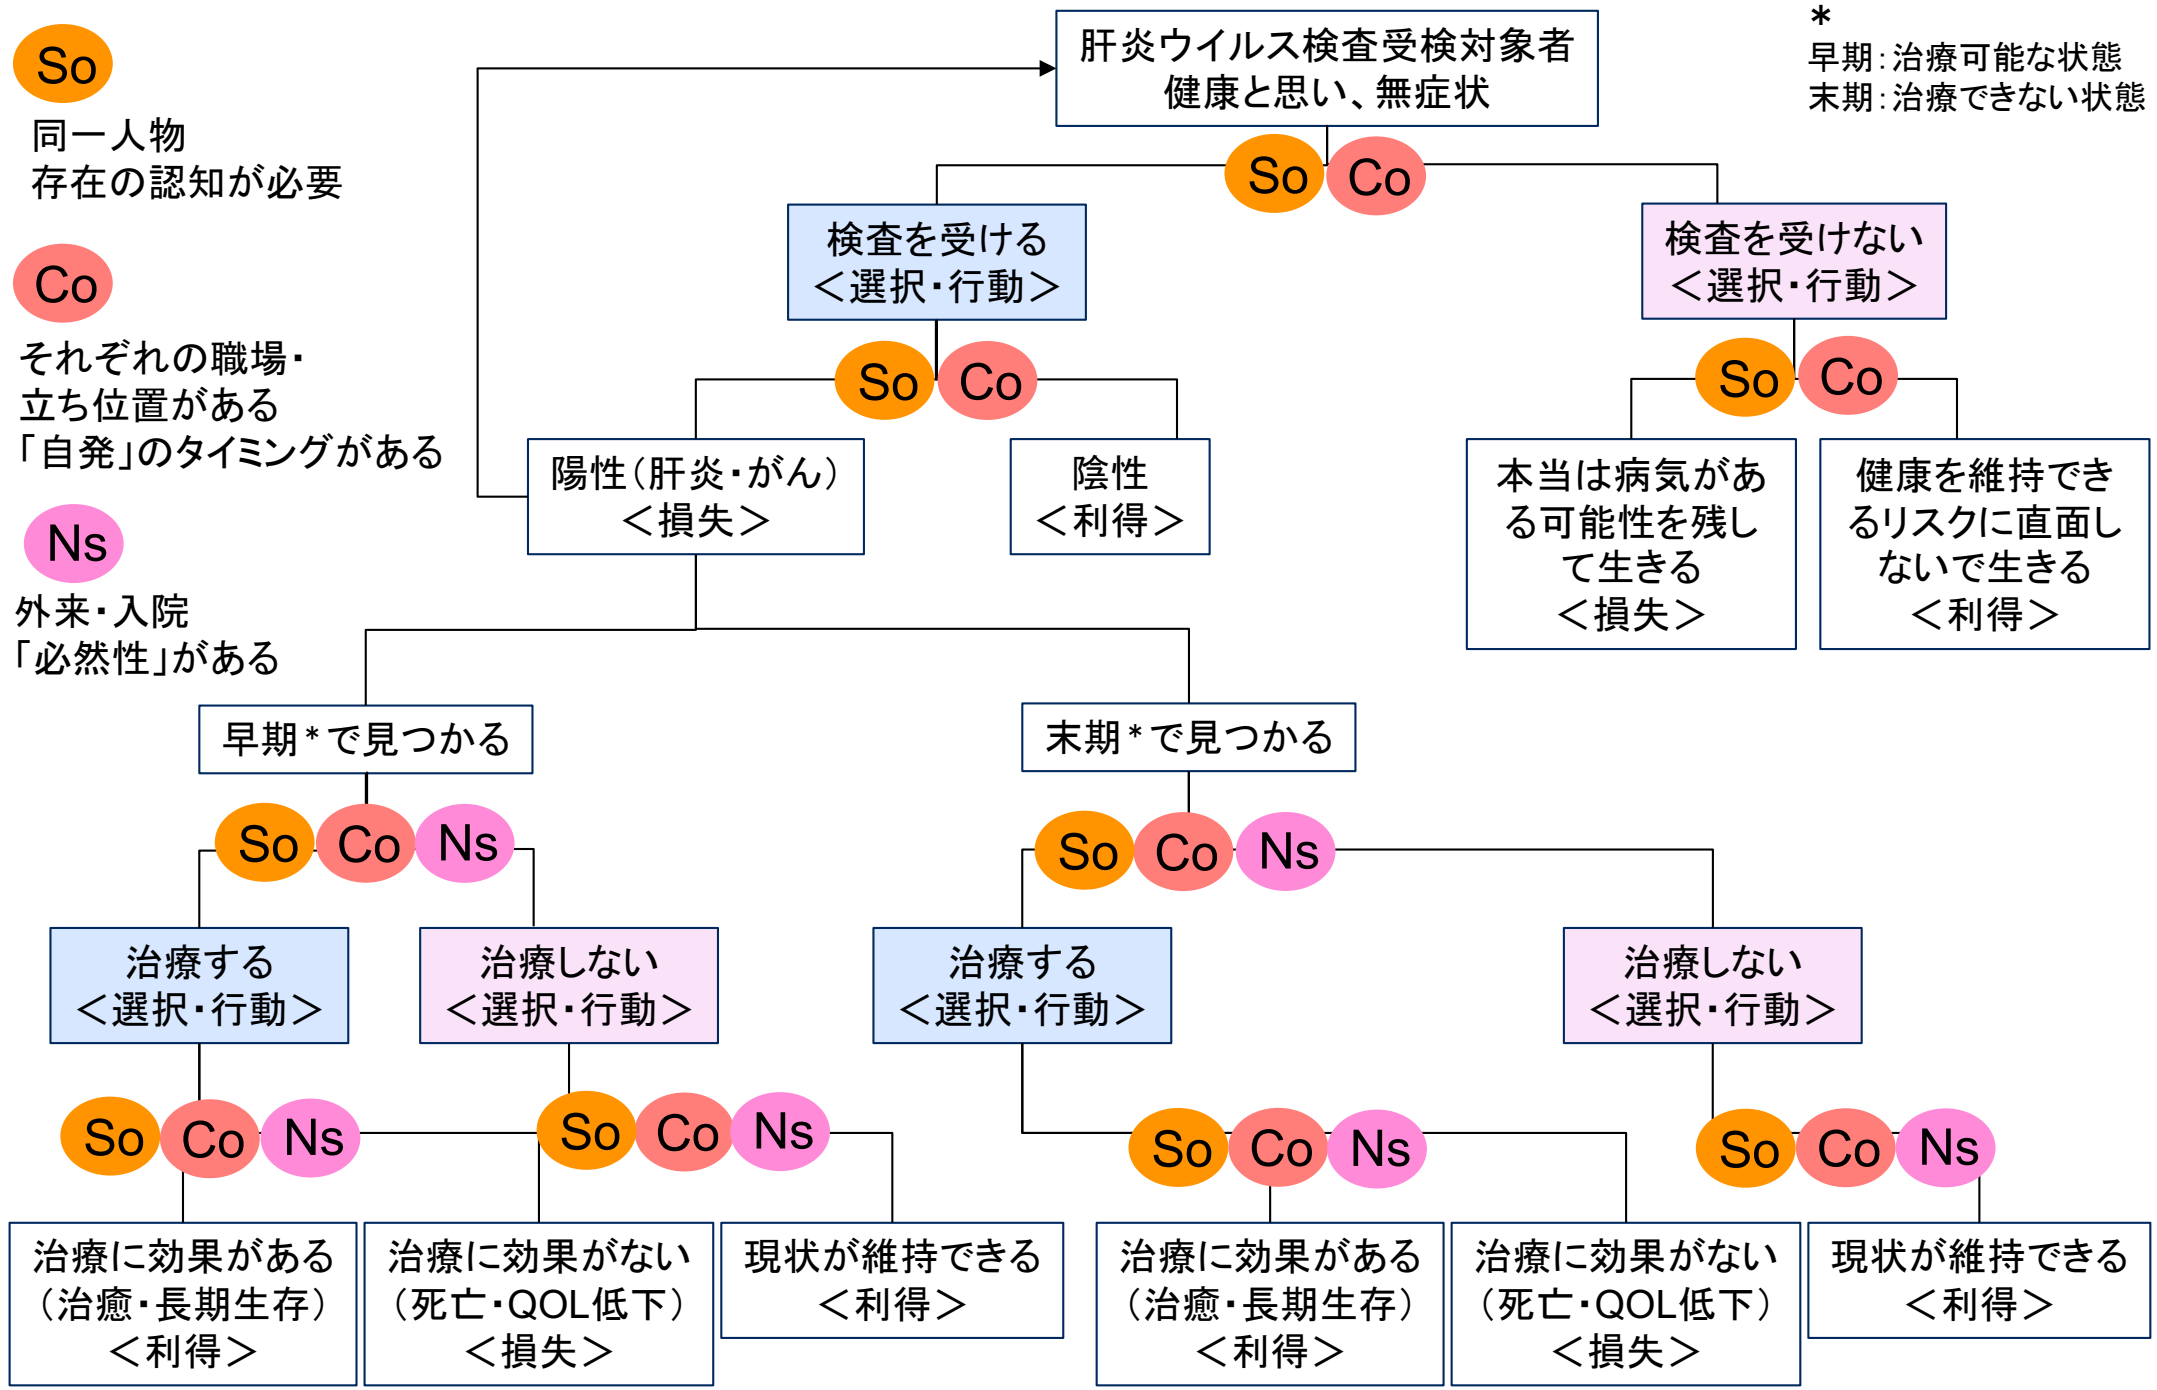 So
同一人物
存在の認知が必要
Co
それぞれの職場・
立ち位置がある
「自発」のタイミングがある
Ns
外来・入院
「必然性」がある
*
早期：治療可能な状態
末期：治療できない状態
肝炎ウイルス検査受検対象者
健康と思い、無症状
So Co
検査を受ける
＜選択・行動＞
検査を受けない
＜選択・行動＞
So Co
So Co
陽性（肝炎・がん）
＜損失＞
陰性
＜利得＞
本当は病気があ
る可能性を残し
て生きる
＜損失＞
健康を維持でき
るリスクに直面し
ないで生きる
＜利得＞
早期*で見つかる
末期*で見つかる
So Co Ns
So Co Ns
治療する
＜選択・行動＞
治療しない
＜選択・行動＞
治療する
＜選択・行動＞
治療しない
＜選択・行動＞
So Co Ns
So Co Ns
So Co Ns
So Co Ns
治療に効果がある
（治癒・長期生存）
＜利得＞
治療に効果がない
（死亡・QOL低下）
＜損失＞
現状が維持できる
＜利得＞
治療に効果がある
（治癒・長期生存）
＜利得＞
治療に効果がない
（死亡・QOL低下）
＜損失＞
現状が維持できる
＜利得＞